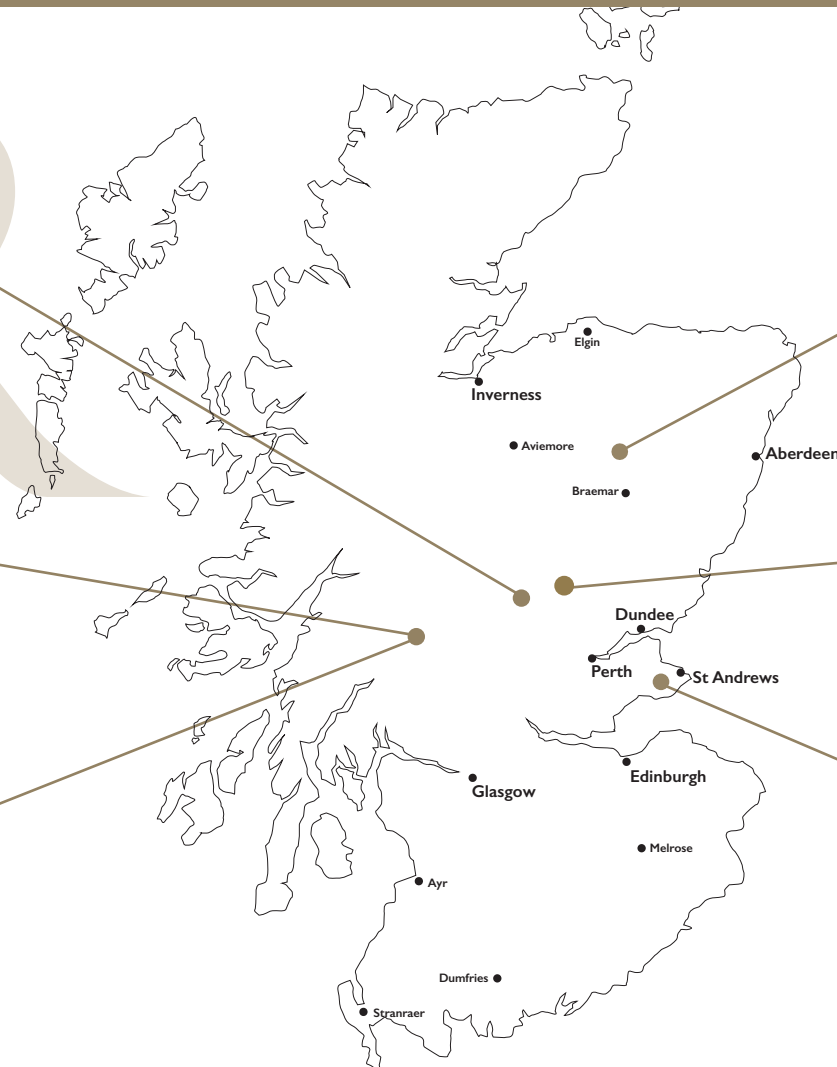 Elgin
Inverness
Aviemore
Aberdeen
Braemar
Dundee
Perth
St Andrews
Edinburgh
Glasgow
Melrose
Ayr
Dumfries
Stranraer